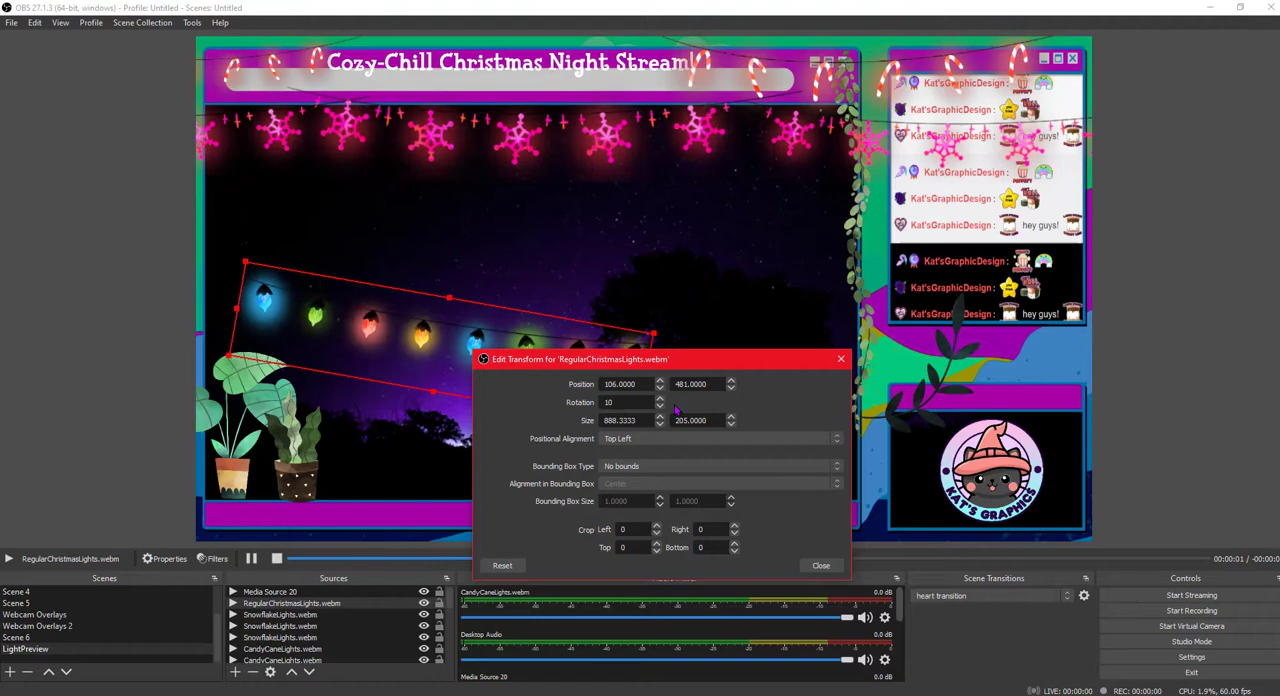 OBS 27.1.3 (64-bit, windows) - Profile: Untitled - Scenes: Untitled
File Edit View Profile Scene Collection Tools Help
Cozy-Chill Christmas Night Stream
Kat'sGraphicDesign :
Kat'sGraphicDesign :
Kat'sGraphicDesign : hey guys!
Kat'sGraphicDesign :
Kat'sGraphicDesign :
Kat'sGraphicDesign : hey guys!
Kat'sGraphicDesign :
Kat'sGraphicDesign :
Kat'sGraphicDesign : hey guys!
KAT'S GRAPHICS
Edit Transform for 'RegularChristmasLights.webm'
Position 106.0000 481.0000
Rotation 10
Size 888.3333 205.0000
Positional Alignment Top Left
Bounding Box Type No bounds
Alignment in Bounding Box Center
Bounding Box Size 1.0000 1.0000
Crop Left 0 Right 0
Top 0 Bottom 0
Reset Close
RegularChristmasLights.webm Properties Filters 00:00:01 / -00:00:0
Scenes
Scene 4
Scene 5
Webcam Overlays
Webcam Overlays 2
Scene 6
LightPreview
Sources
Media Source 20
RegularChristmasLights.webm
SnowflakeLights.webm
SnowflakeLights.webm
SnowflakeLights.webm
CandyCaneLights.webm
CandyCaneLights.webm
CandyCaneLights.webm 0.0 dB
Desktop Audio 0.0 dB
Media Source 20 0.0 dB
Scene Transitions
heart transition
Controls
Start Streaming
Start Recording
Start Virtual Camera
Studio Mode
Settings
Exit
LIVE: 00:00:00 REC: 00:00:00 CPU: 1.9%, 60.00 fps